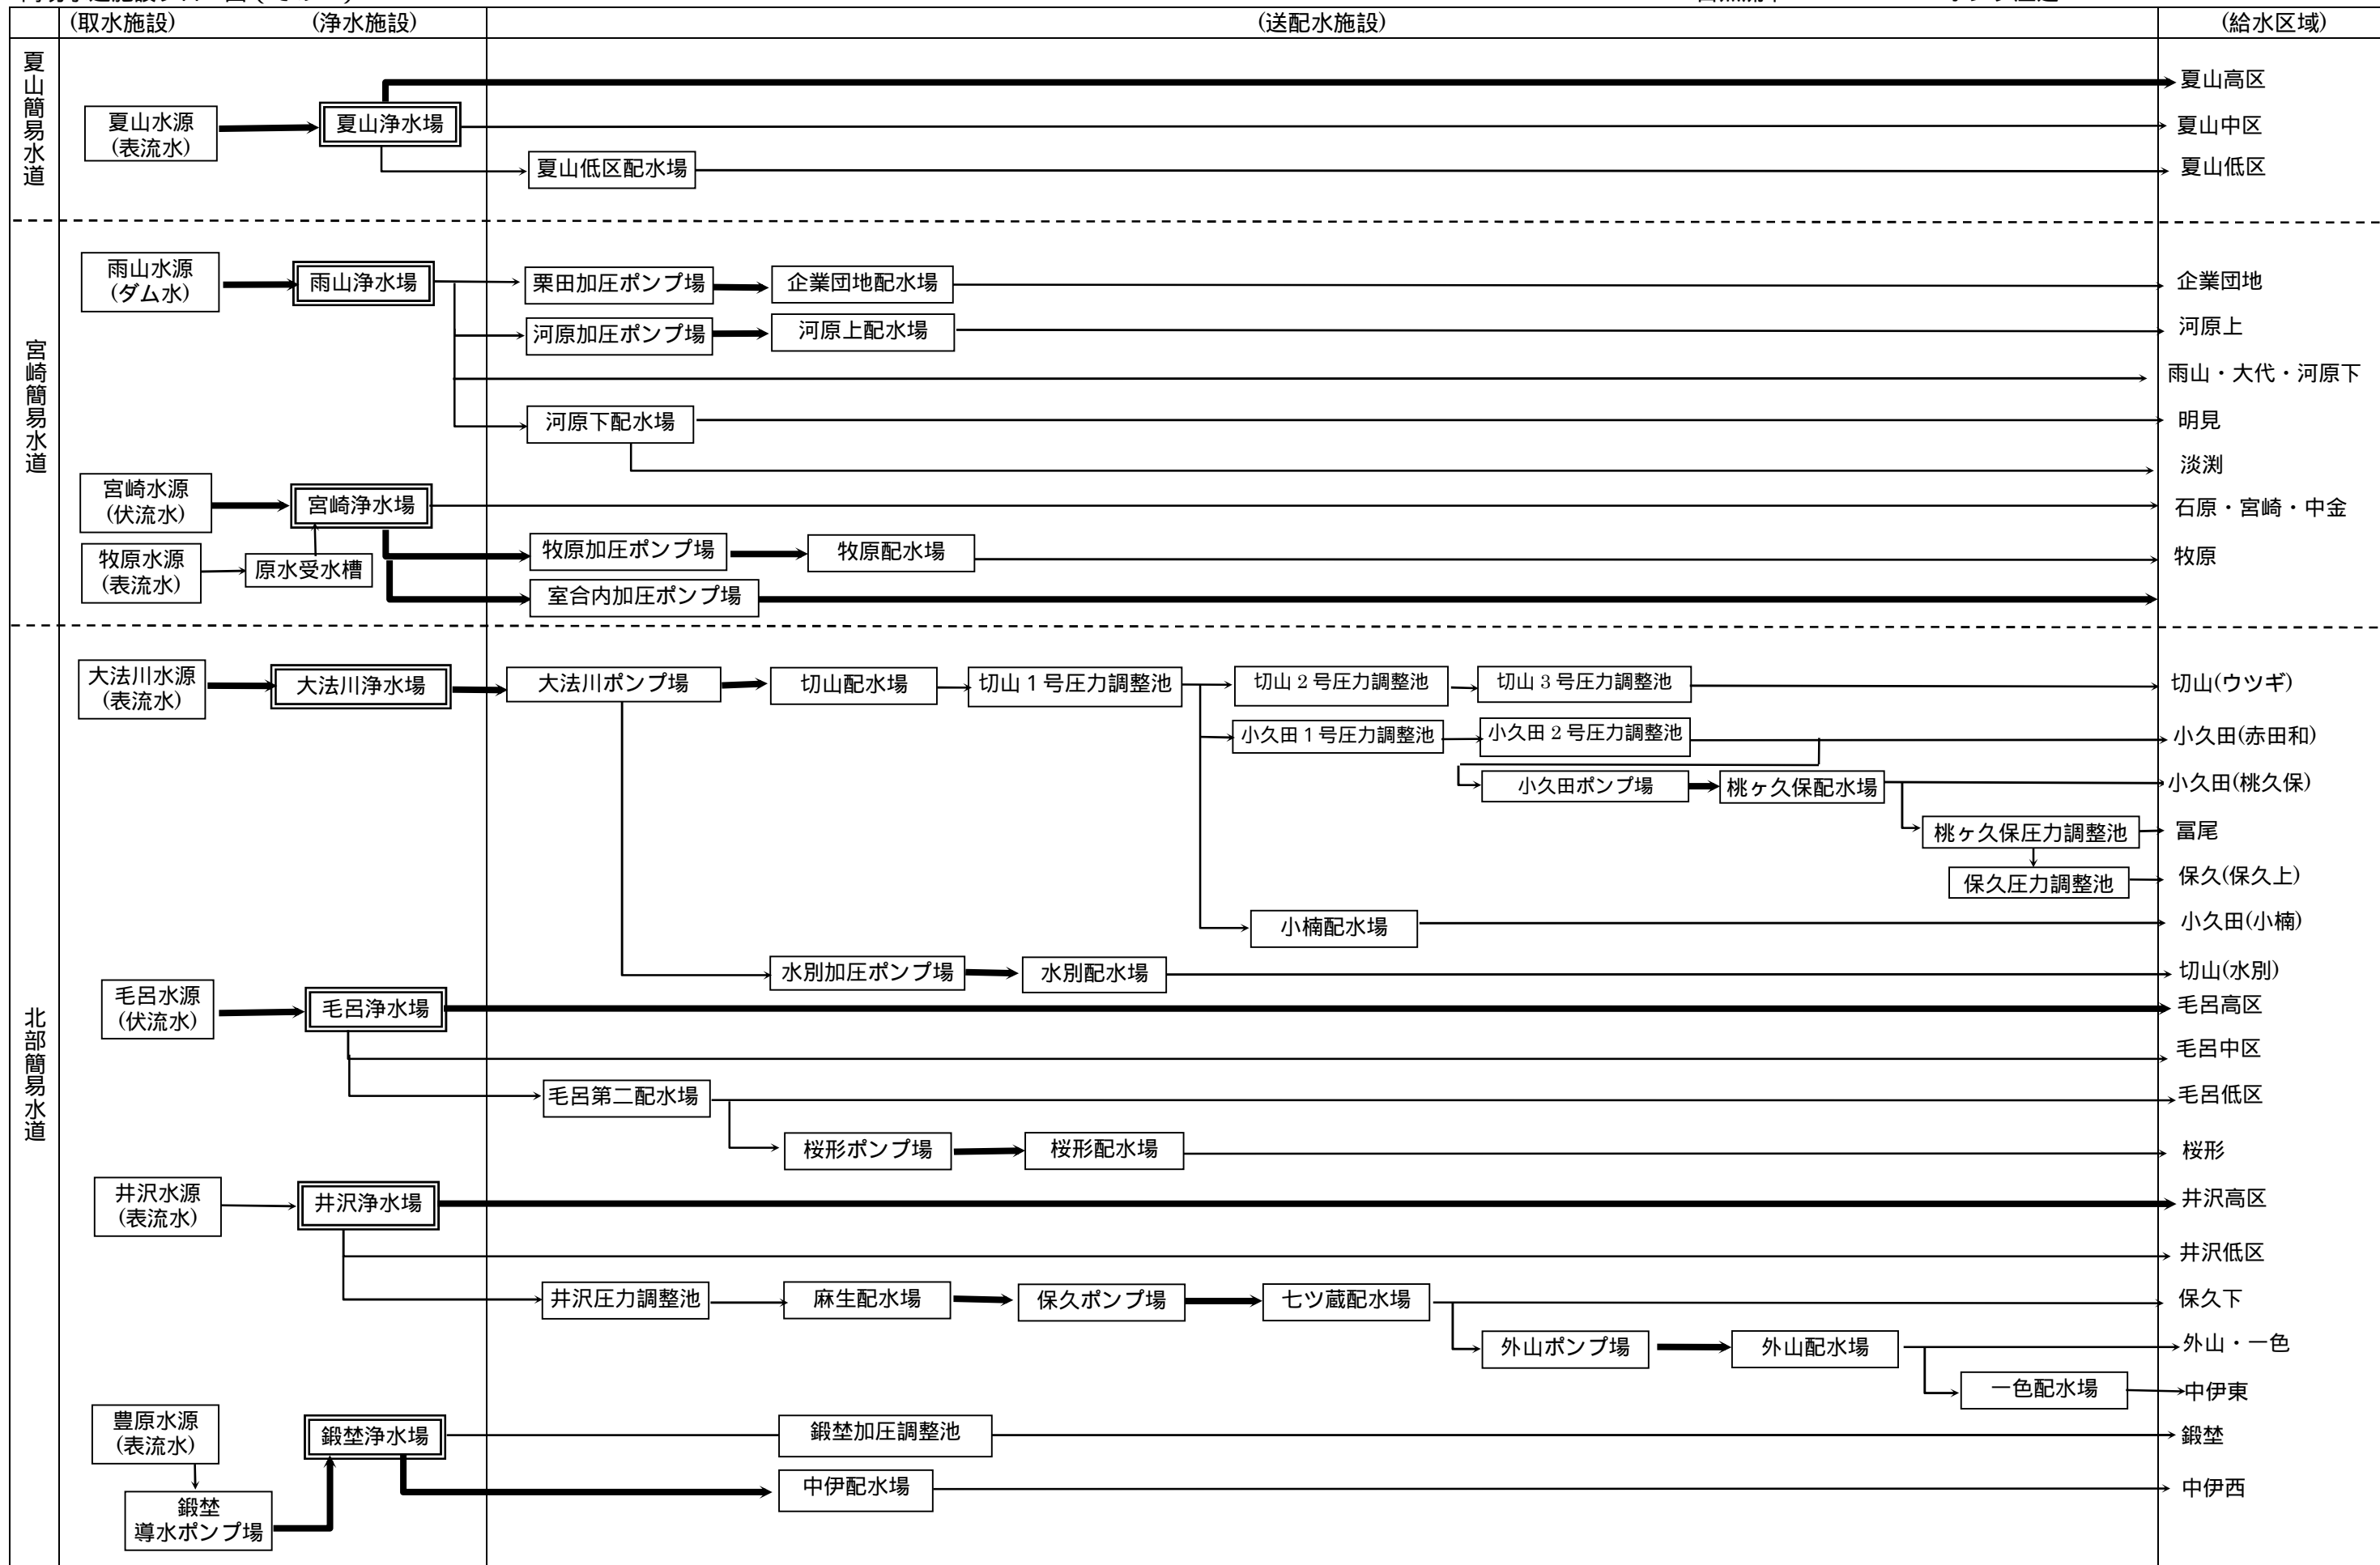 (取水施設)
(浄水施設)
(送配水施設)
(給水区域)
夏山簡易水道
夏山高区
夏山水源
(表流水)
夏山浄水場
夏山中区
夏山低区配水場
夏山低区
宮崎簡易水道
雨山水源
(ダム水)
雨山浄水場
栗田加圧ポンプ場
企業団地配水場
企業団地
河原加圧ポンプ場
河原上配水場
河原上
雨山・大代・河原下
河原下配水場
明見
淡渕
宮崎水源
(伏流水)
宮崎浄水場
石原・宮崎・中金
牧原水源
(表流水)
原水受水槽
牧原加圧ポンプ場
牧原配水場
牧原
室合内加圧ポンプ場
北部簡易水道
大法川水源
(表流水)
大法川浄水場
大法川ポンプ場
切山配水場
切山1号圧力調整池
切山2号圧力調整池
切山3号圧力調整池
切山(ウツギ)
小久田1号圧力調整池
小久田2号圧力調整池
小久田(赤田和)
小久田ポンプ場
桃ヶ久保配水場
小久田(桃久保)
桃ヶ久保圧力調整池
冨尾
保久圧力調整池
保久(保久上)
小楠配水場
小久田(小楠)
水別加圧ポンプ場
水別配水場
切山(水別)
毛呂水源
(伏流水)
毛呂浄水場
毛呂高区
毛呂中区
毛呂第二配水場
毛呂低区
桜形ポンプ場
桜形配水場
桜形
井沢水源
(表流水)
井沢浄水場
井沢高区
井沢低区
井沢圧力調整池
麻生配水場
保久ポンプ場
七ツ蔵配水場
保久下
外山ポンプ場
外山配水場
外山・一色
一色配水場
中伊東
豊原水源
(表流水)
鍛埜浄水場
鍛埜加圧調整池
鍛埜
鍛埜
導水ポンプ場
中伊配水場
中伊西